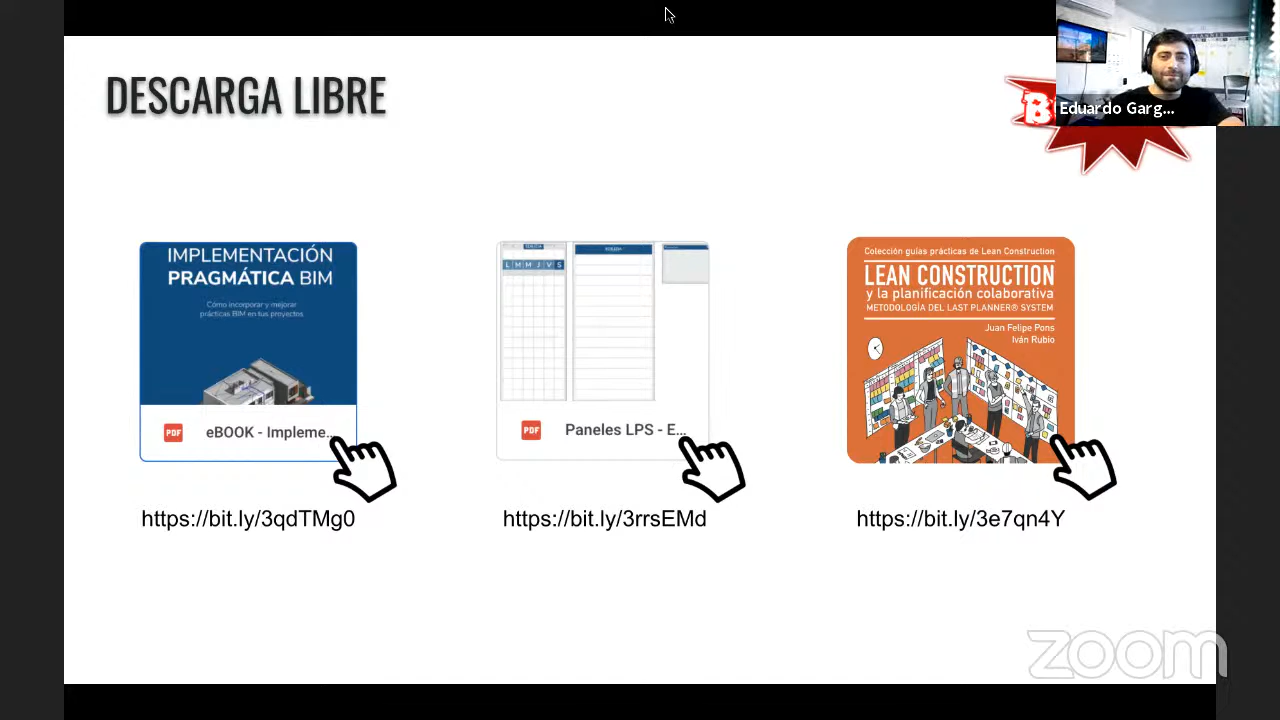 DESCARGA LIBRE
B
Eduardo Garg...
IMPLEMENTACIÓN
PRAGMÁTICA BIM
Cómo incorporar y mejorar
prácticas BIM en tus proyectos
PDF
eBOOK - Impleme...
https://bit.ly/3qdTMg0
L M M J V S
PDF
Paneles LPS - E...
https://bit.ly/3rrsEMd
Colección guías prácticas de Lean Construction
LEAN CONSTRUCTION
y la planificación colaborativa
METODOLOGÍA DEL LAST PLANNER® SYSTEM
Juan Felipe Pons
Iván Rubio
https://bit.ly/3e7qn4Y
zoom